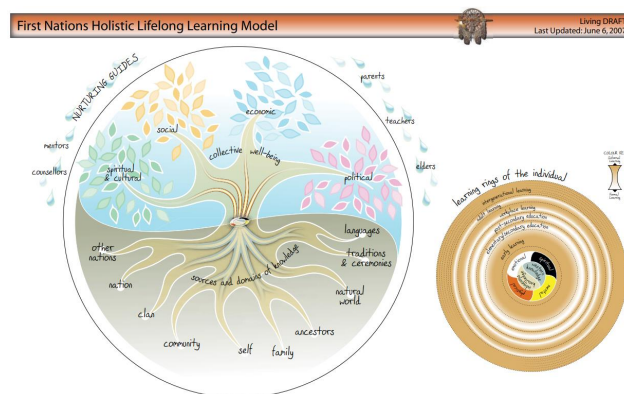 First Nations Holistic Lifelong Learning Model
Living DRAFT
Last Updated: June 6, 2007
NURTURING GUIDES
parents
teachers
elders
mentors
counsellors
social
economic
collective well-being
spiritual
& cultural
political
languages
traditions
& ceremonies
natural
world
ancestors
family
self
community
clan
nation
other
nations
sources and domains of knowledge
learning rings of the individual
intergenerational learning
adult learning
workplace learning
post-secondary education
elementary/secondary education
early learning
emotional
spiritual
physical
mental